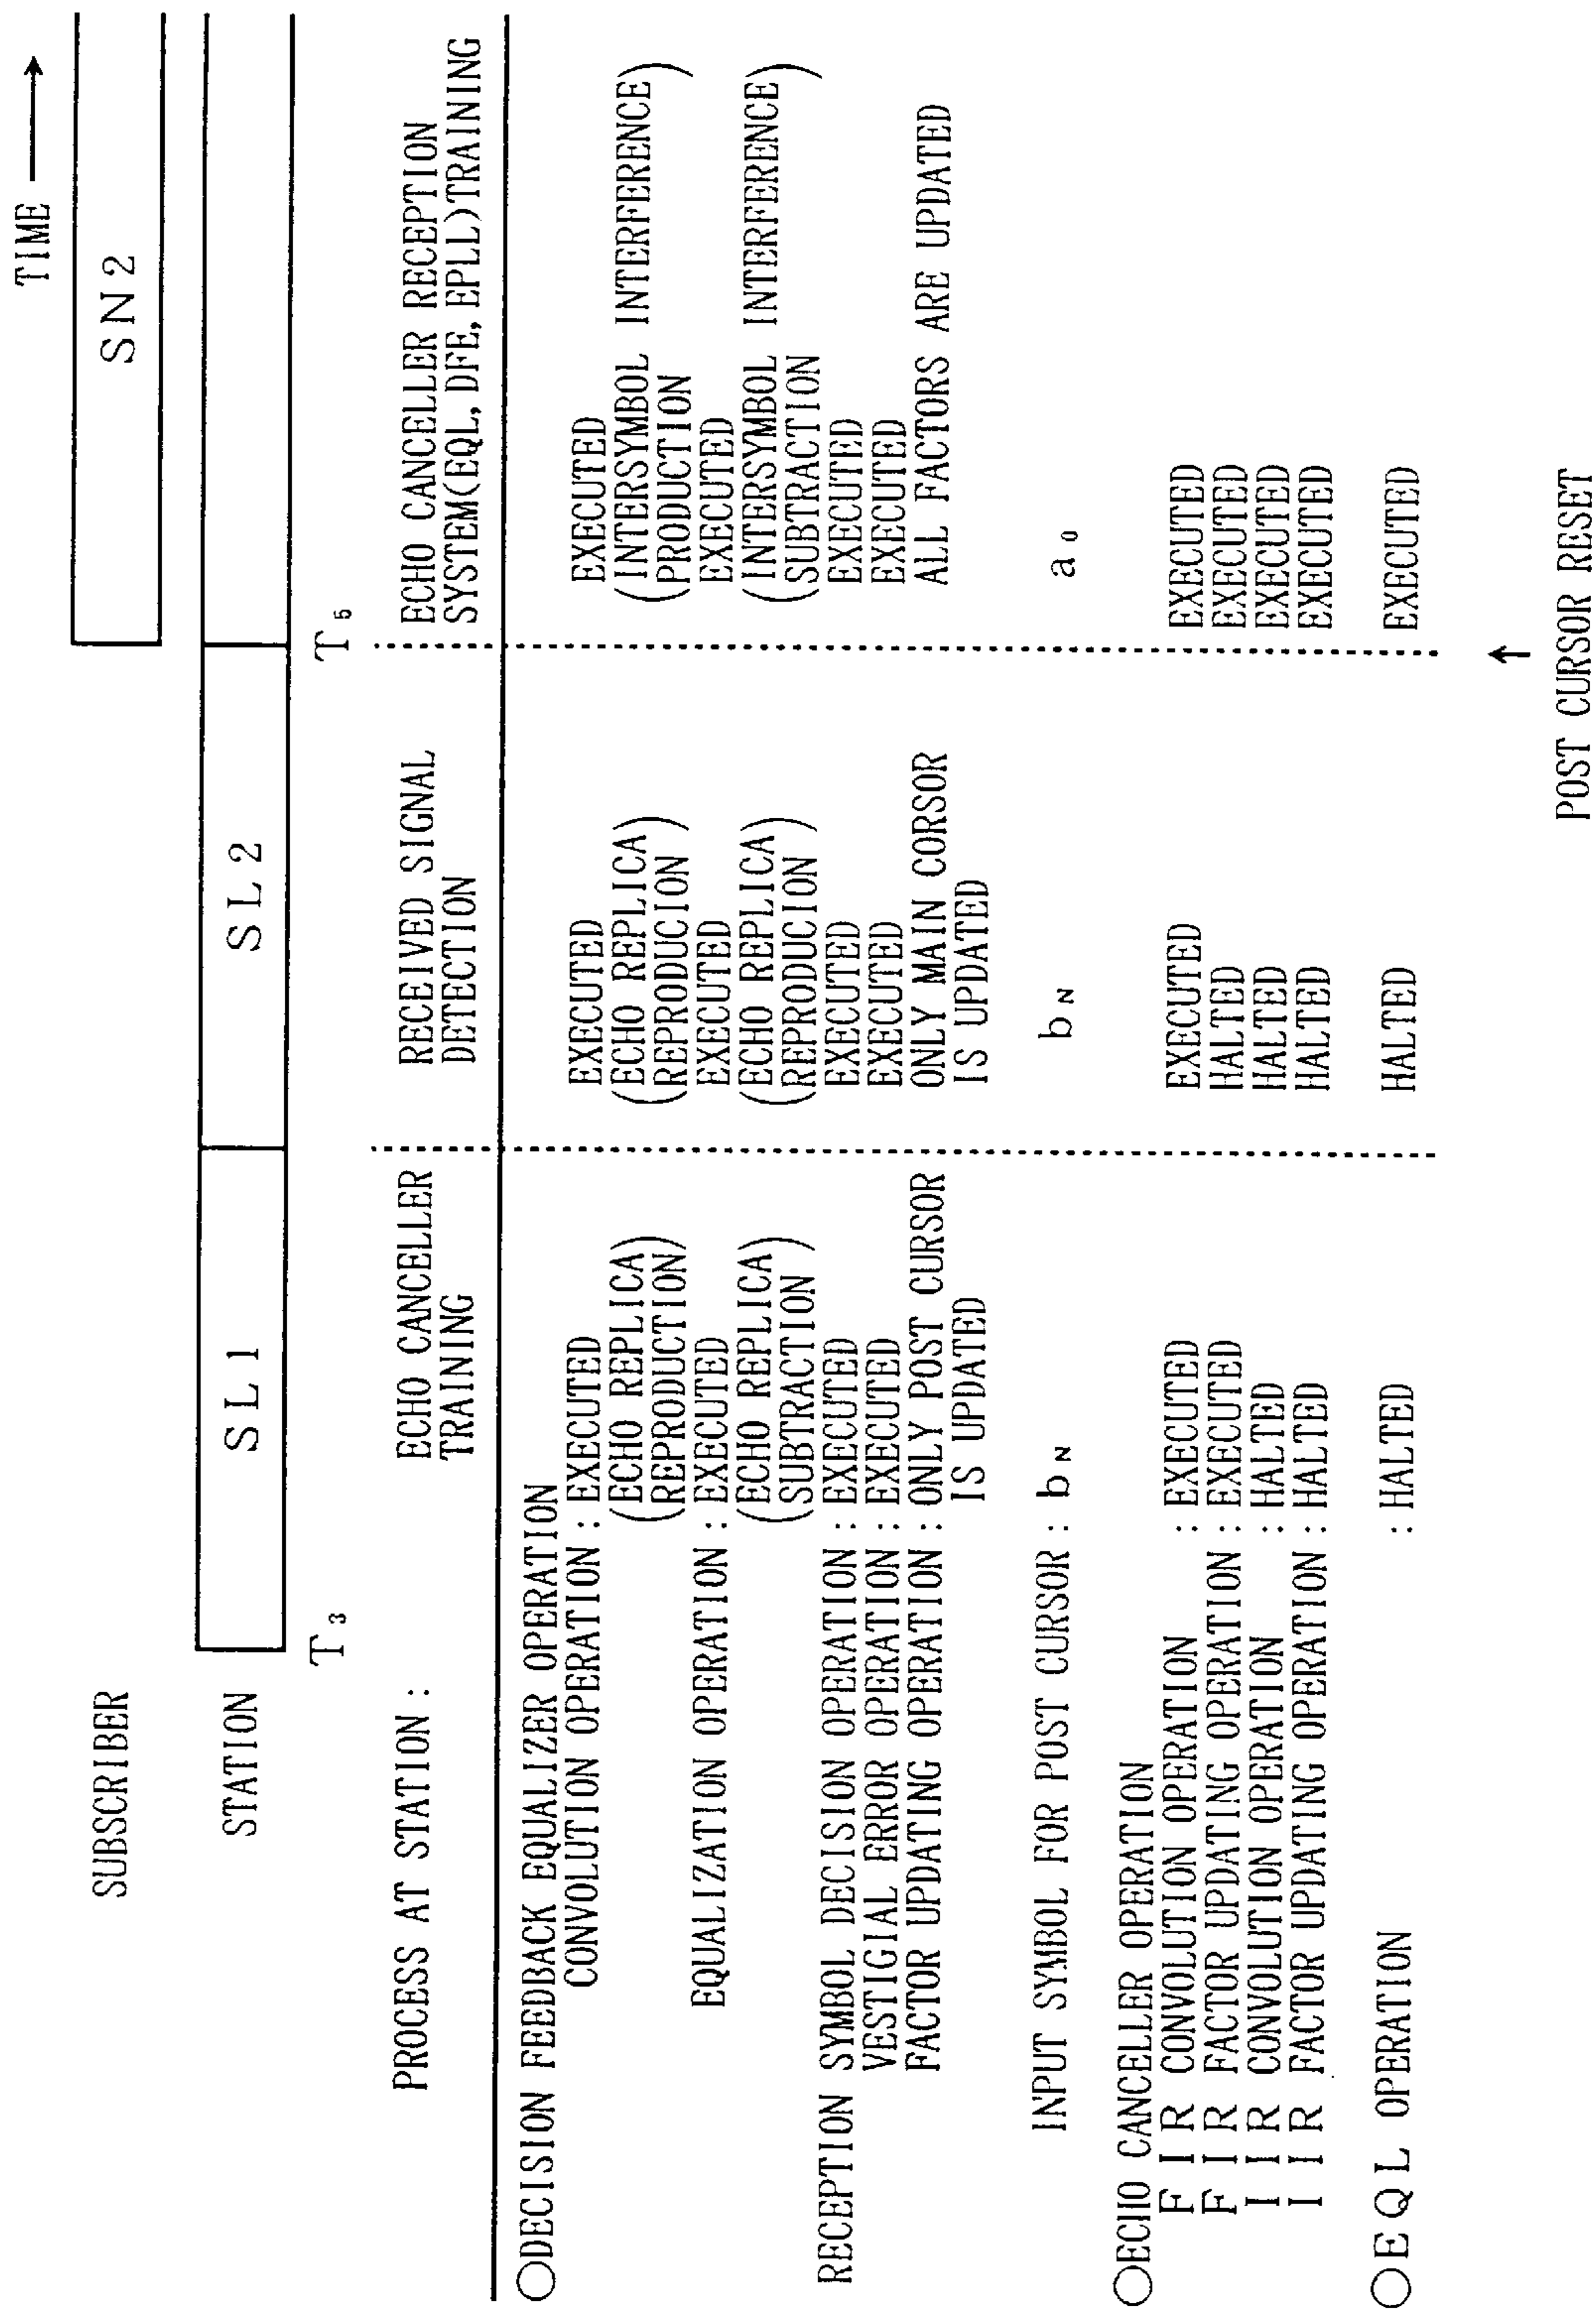 TIME
SUBSCRIBER SN2
STATION SL1 SL2
T3 T5
PROCESS AT STATION : ECHO CANCELLER RECEIVED SIGNAL ECHO CANCELLER RECEPTION
TRAINING DETECTION SYSTEM(EQL, DFE, EPLL)TRAINING
○DECISION FEEDBACK EQUALIZER OPERATION
CONVOLUTION OPERATION : EXECUTED EXECUTED EXECUTED
(ECHO REPLICA) (ECHO REPLICA) (INTERSYMBOL INTERFERENCE)
(REPRODUCTION) (REPRODUCION) (PRODUCTION )
EQUALIZATION OPERATION : EXECUTED EXECUTED EXECUTED
(ECHO REPLICA) (ECHO REPLICA) (INTERSYMBOL INTERFERENCE)
(SUBTRACTION ) (REPRODUCION ) (SUBTRACTION )
RECEPTION SYMBOL DECISION OPERATION : EXECUTED EXECUTED EXECUTED
VESTIGIAL ERROR OPERATION : EXECUTED EXECUTED EXECUTED
FACTOR UPDATING OPERATION : ONLY POST CURSOR ONLY MAIN CORSOR ALL FACTORS ARE UPDATED
IS UPDATED IS UPDATED
INPUT SYMBOL FOR POST CURSOR : bN bN a0
○ECHO CANCELLER OPERATION
FIR CONVOLUTION OPERATION : EXECUTED EXECUTED EXECUTED
FIR FACTOR UPDATING OPERATION : EXECUTED HALTED EXECUTED
IIR CONVOLUTION OPERATION : HALTED HALTED EXECUTED
IIR FACTOR UPDATING OPERATION : HALTED HALTED EXECUTED
○EQL OPERATION : HALTED HALTED EXECUTED
POST CURSOR RESET